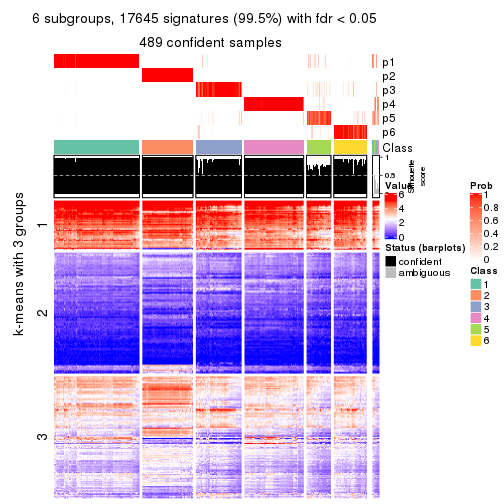 6 subgroups, 17645 signatures (99.5%) with fdr < 0.05
489 confident samples
p1
p2
p3
p4
p5
p6
Class
1
0.5
0
Silhouette
score
k-means with 3 groups
1
2
3
Value
6
4
2
0
Status (barplots)
confident
ambiguous
Prob
1
0.8
0.6
0.4
0.2
0
Class
1
2
3
4
5
6